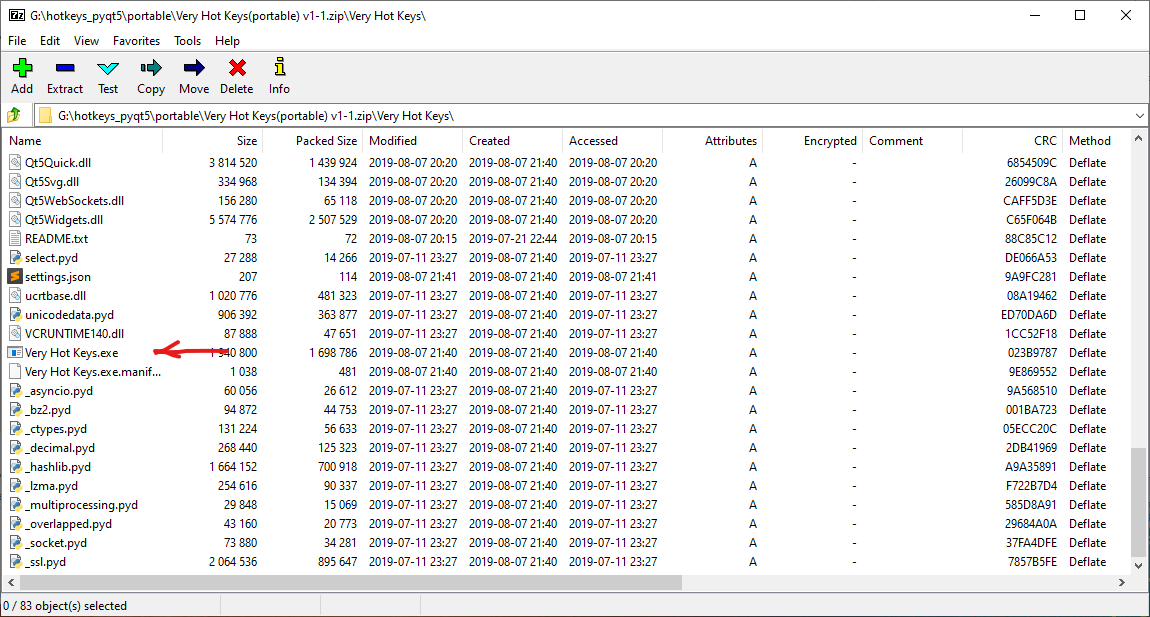 G:\hotkeys_pyqt5\portable\Very Hot Keys(portable) v1-1.zip\Very Hot Keys\
File Edit View Favorites Tools Help
Add Extract Test Copy Move Delete Info
G:\hotkeys_pyqt5\portable\Very Hot Keys(portable) v1-1.zip\Very Hot Keys\
Name Size Packed Size Modified Created Accessed Attributes Encrypted Comment CRC Method
Qt5Quick.dll 3 814 520 1 439 924 2019-08-07 20:20 2019-08-07 21:40 2019-08-07 20:20 A - 6854509C Deflate
Qt5Svg.dll 334 968 134 394 2019-08-07 20:20 2019-08-07 21:40 2019-08-07 20:20 A - 26099C8A Deflate
Qt5WebSockets.dll 156 280 65 118 2019-08-07 20:20 2019-08-07 21:40 2019-08-07 20:20 A - CAFF5D3E Deflate
Qt5Widgets.dll 5 574 776 2 507 529 2019-08-07 20:20 2019-08-07 21:40 2019-08-07 20:20 A - C65F064B Deflate
README.txt 73 72 2019-08-07 20:15 2019-07-21 22:44 2019-08-07 20:15 A - 88C85C12 Deflate
select.pyd 27 288 14 266 2019-07-11 23:27 2019-08-07 21:40 2019-07-11 23:27 A - DE066A53 Deflate
settings.json 207 114 2019-08-07 21:41 2019-08-07 21:40 2019-08-07 21:41 A - 9A9FC281 Deflate
ucrtbase.dll 1 020 776 481 323 2019-07-11 23:27 2019-08-07 21:40 2019-07-11 23:27 A - 08A19462 Deflate
unicodedata.pyd 906 392 363 877 2019-07-11 23:27 2019-08-07 21:40 2019-07-11 23:27 A - ED70DA6D Deflate
VCRUNTIME140.dll 87 888 47 651 2019-07-11 23:27 2019-08-07 21:40 2019-07-11 23:27 A - 1CC52F18 Deflate
Very Hot Keys.exe 1 940 800 1 698 786 2019-08-07 21:40 2019-08-07 21:40 2019-08-07 21:40 A - 023B9787 Deflate
Very Hot Keys.exe.manif... 1 038 481 2019-08-07 21:40 2019-08-07 21:40 2019-08-07 21:40 A - 9E869552 Deflate
_asyncio.pyd 60 056 26 612 2019-07-11 23:27 2019-08-07 21:40 2019-07-11 23:27 A - 9A568510 Deflate
_bz2.pyd 94 872 44 753 2019-07-11 23:27 2019-08-07 21:40 2019-07-11 23:27 A - 001BA723 Deflate
_ctypes.pyd 131 224 56 633 2019-07-11 23:27 2019-08-07 21:40 2019-07-11 23:27 A - 05ECC20C Deflate
_decimal.pyd 268 440 125 323 2019-07-11 23:27 2019-08-07 21:40 2019-07-11 23:27 A - 2DB41969 Deflate
_hashlib.pyd 1 664 152 700 918 2019-07-11 23:27 2019-08-07 21:40 2019-07-11 23:27 A - A9A35891 Deflate
_lzma.pyd 254 616 90 337 2019-07-11 23:27 2019-08-07 21:40 2019-07-11 23:27 A - F722B7D4 Deflate
_multiprocessing.pyd 29 848 15 069 2019-07-11 23:27 2019-08-07 21:40 2019-07-11 23:27 A - 585D8A91 Deflate
_overlapped.pyd 43 160 20 773 2019-07-11 23:27 2019-08-07 21:40 2019-07-11 23:27 A - 29684A0A Deflate
_socket.pyd 73 880 34 281 2019-07-11 23:27 2019-08-07 21:40 2019-07-11 23:27 A - 37FA4DFE Deflate
_ssl.pyd 2 064 536 895 647 2019-07-11 23:27 2019-08-07 21:40 2019-07-11 23:27 A - 7857B5FE Deflate
0 / 83 object(s) selected